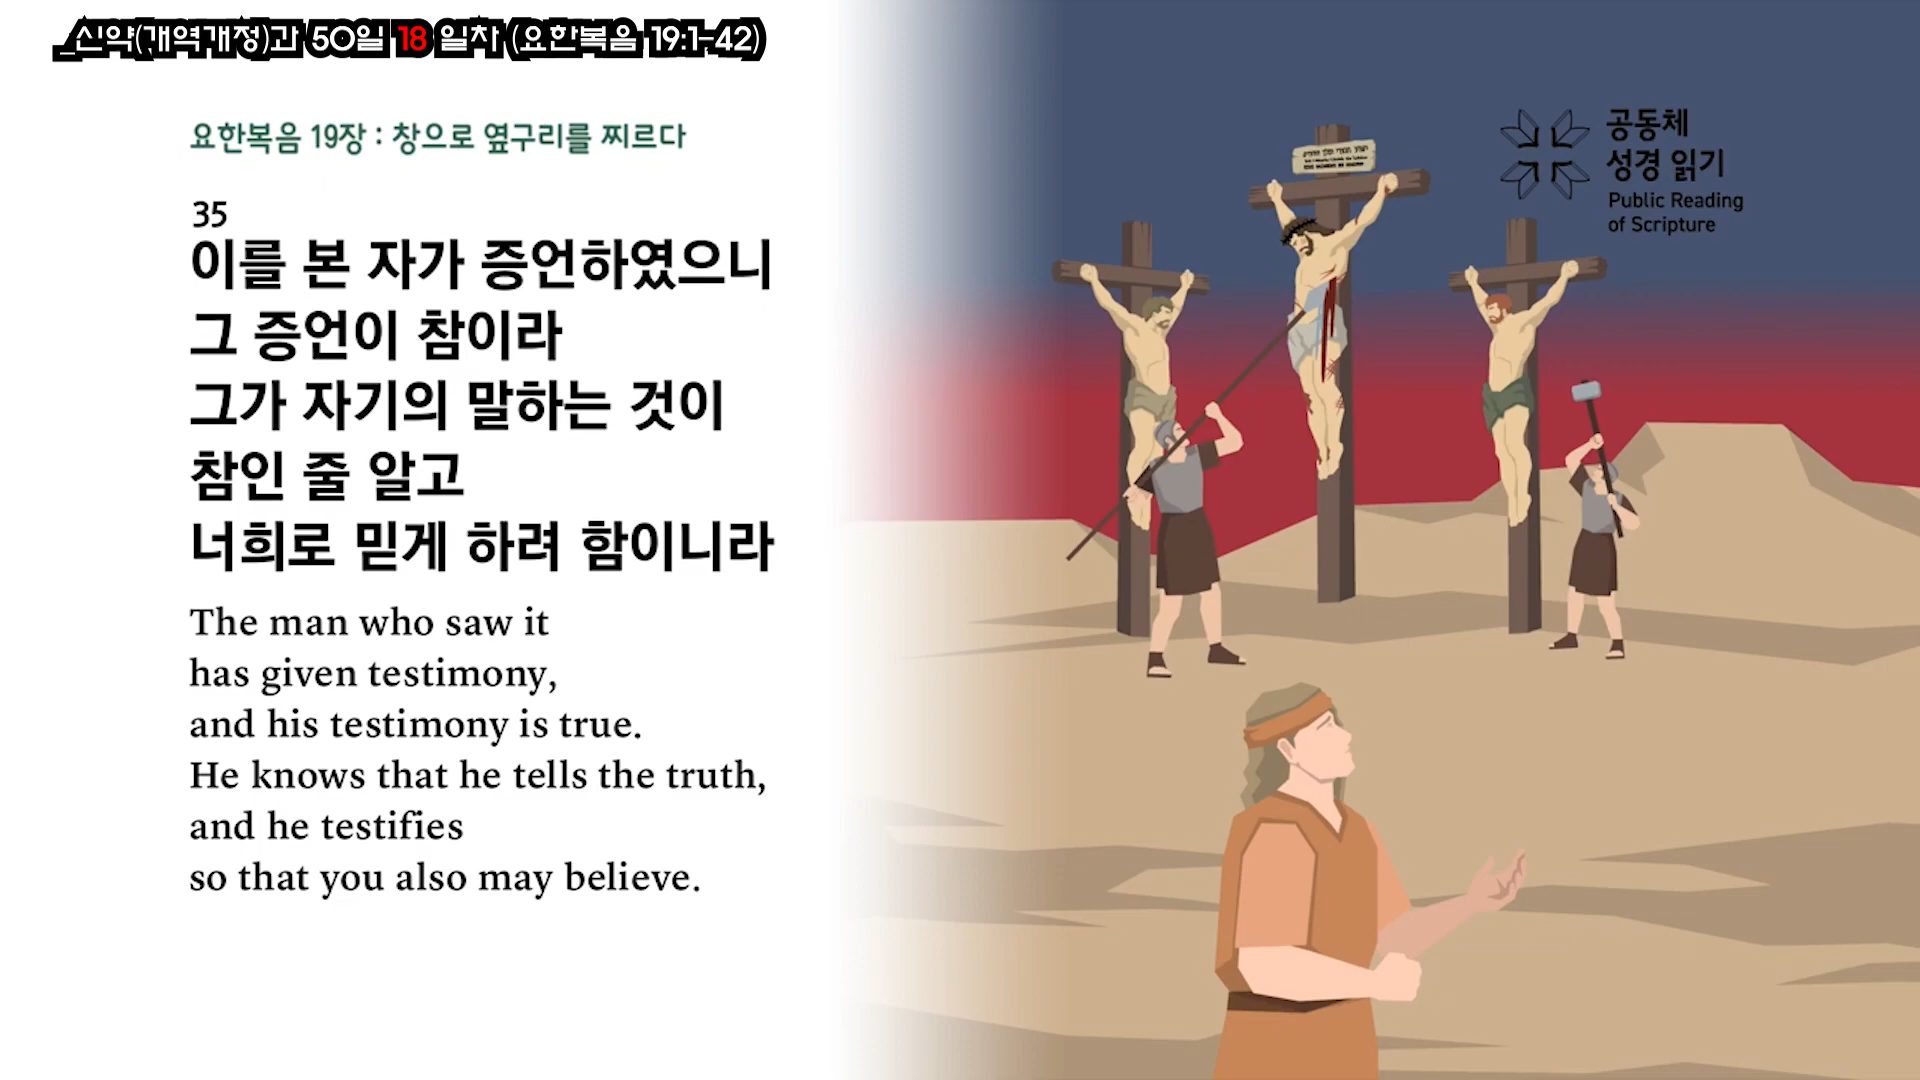 _신약(개역개정)과 50일 18 일차 (요한복음 19:1-42)
요한복음 19장 : 창으로 옆구리를 찌르다
35
이를 본 자가 증언하였으니
그 증언이 참이라
그가 자기의 말하는 것이
참인 줄 알고
너희로 믿게 하려 함이니라
The man who saw it
has given testimony,
and his testimony is true.
He knows that he tells the truth,
and he testifies
so that you also may believe.
공동체
성경 읽기
Public Reading
of Scripture